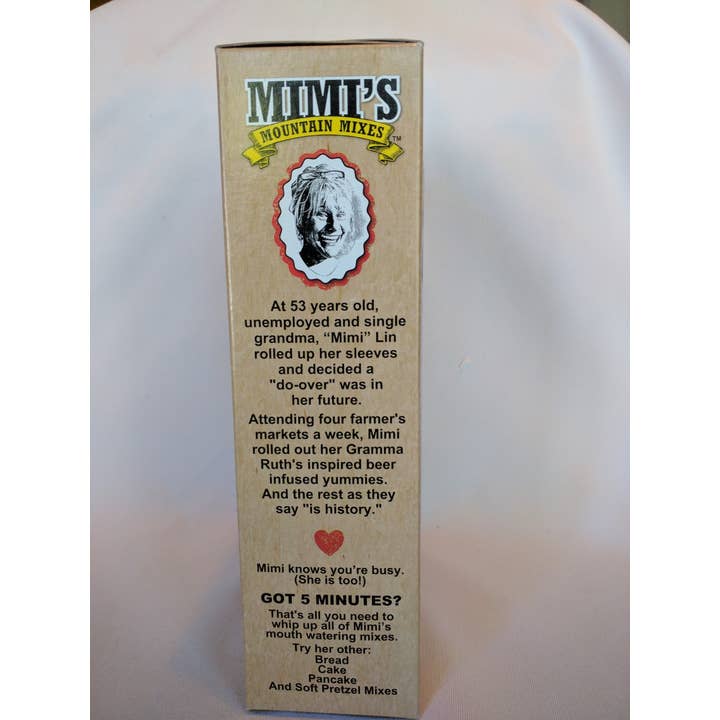 MIMI'S
MOUNTAIN MIXES
™
At 53 years old,
unemployed and single
grandma, “Mimi” Lin
rolled up her sleeves
and decided a
"do-over" was in
her future.
Attending four farmer's
markets a week, Mimi
rolled out her Gramma
Ruth's inspired beer
infused yummies.
And the rest as they
say "is history."
Mimi knows you’re busy.
(She is too!)
GOT 5 MINUTES?
That's all you need to
whip up all of Mimi’s
mouth watering mixes.
Try her other:
Bread
Cake
Pancake
And Soft Pretzel Mixes